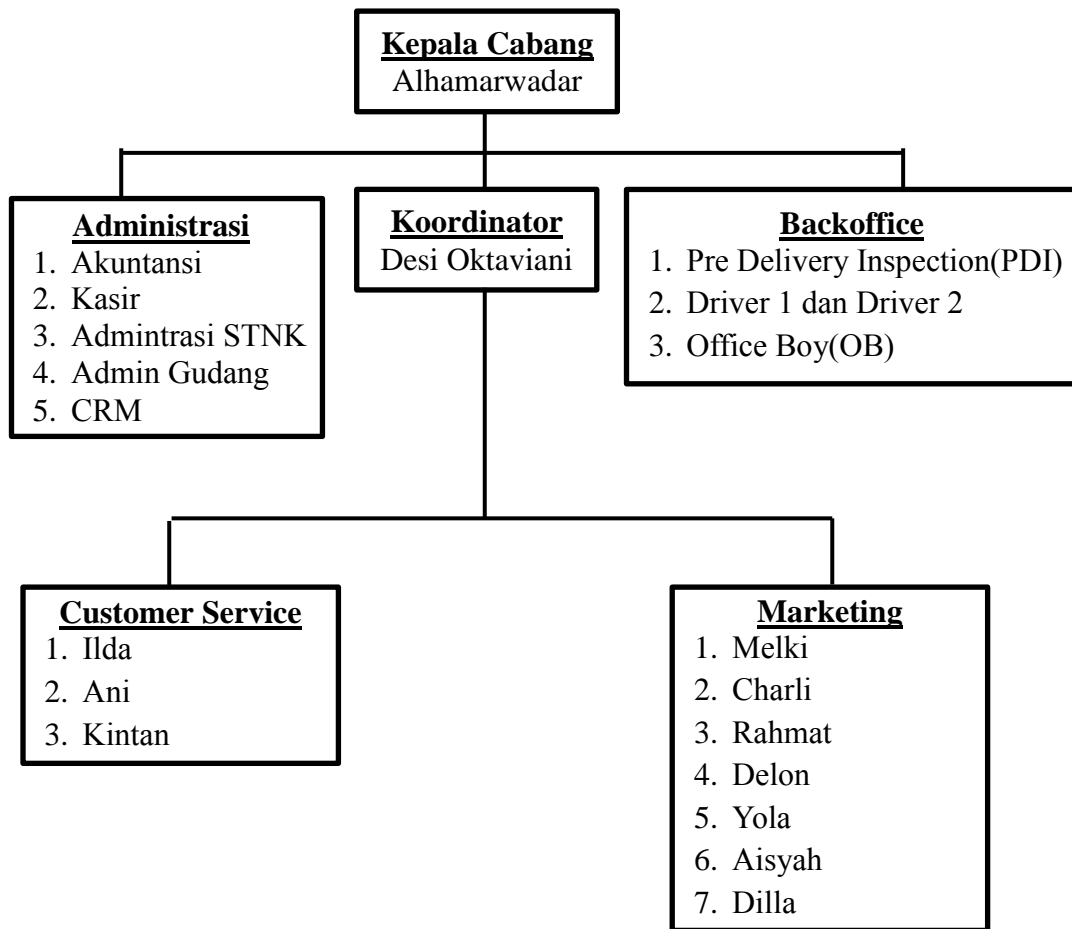 Kepala Cabang
Alhamarwadar
Administrasi
1. Akuntansi
2. Kasir
3. Admintrasi STNK
4. Admin Gudang
5. CRM
Koordinator
Desi Oktaviani
Backoffice
1. Pre Delivery Inspection(PDI)
2. Driver 1 dan Driver 2
3. Office Boy(OB)
Customer Service
1. Ilda
2. Ani
3. Kintan
Marketing
1. Melki
2. Charli
3. Rahmat
4. Delon
5. Yola
6. Aisyah
7. Dilla